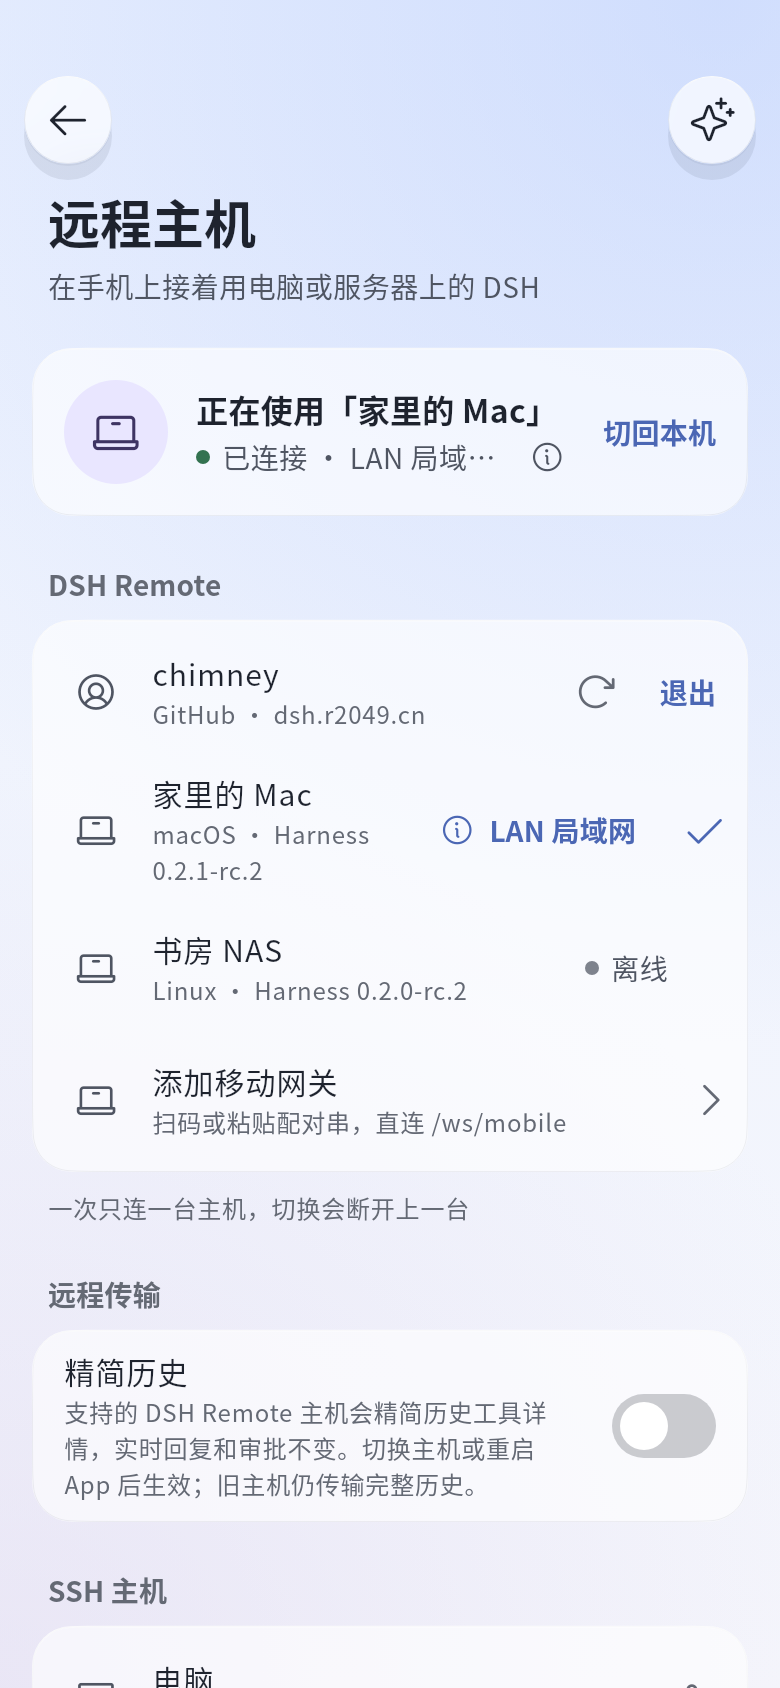 远程主机
在手机上接着用电脑或服务器上的 DSH
正在使用「家里的 Mac」
已连接 • LAN 局域…
切回本机
DSH Remote
chimney
GitHub • dsh.r2049.cn
退出
家里的 Mac
macOS • Harness
0.2.1-rc.2
LAN 局域网
书房 NAS
Linux • Harness 0.2.0-rc.2
离线
添加移动网关
扫码或粘贴配对串，直连 /ws/mobile
一次只连一台主机，切换会断开上一台
远程传输
精简历史
支持的 DSH Remote 主机会精简历史工具详
情，实时回复和审批不变。切换主机或重启
App 后生效；旧主机仍传输完整历史。
SSH 主机
电脑